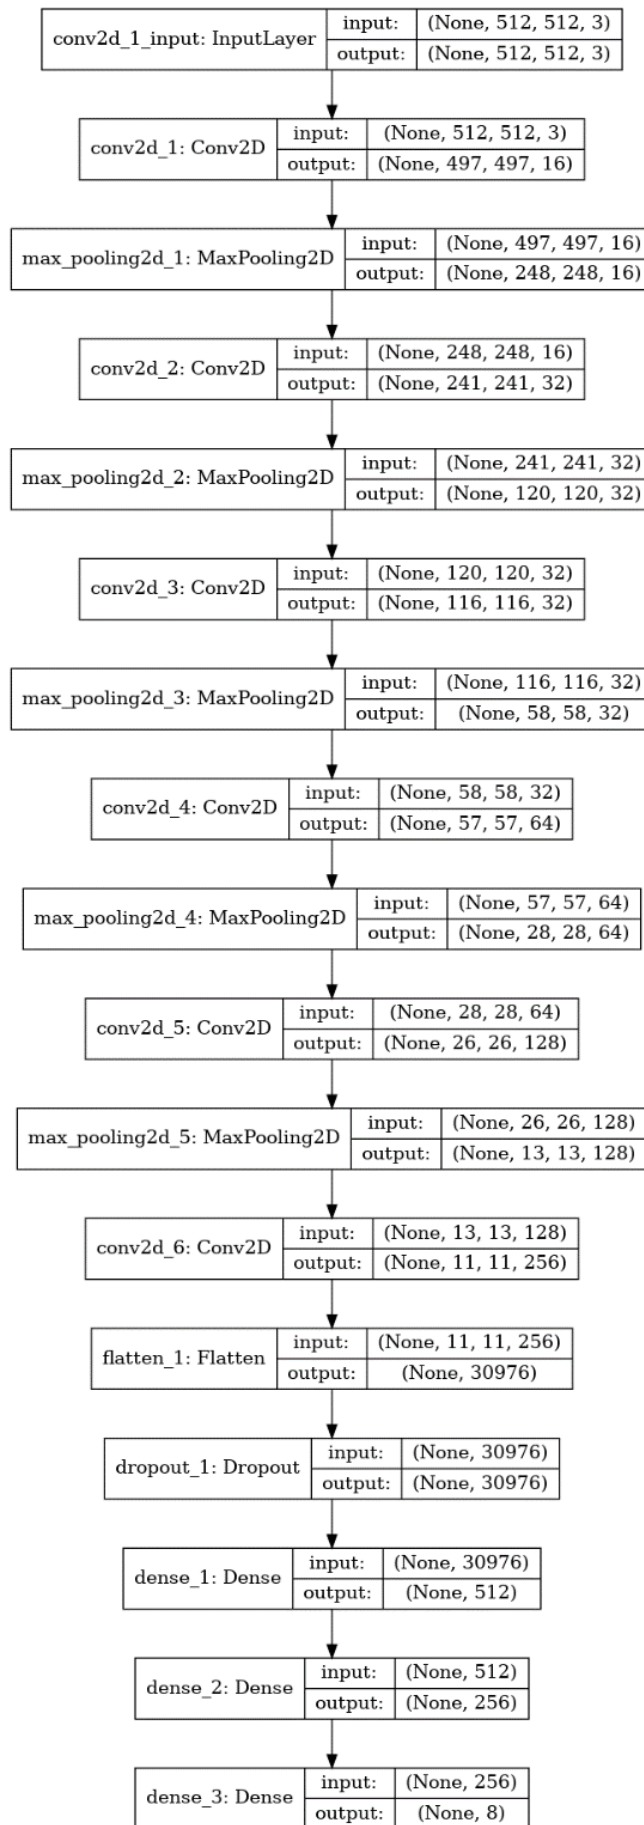 conv2d_1_input: InputLayer
input: (None, 512, 512, 3)
output: (None, 512, 512, 3)
conv2d_1: Conv2D
input: (None, 512, 512, 3)
output: (None, 497, 497, 16)
max_pooling2d_1: MaxPooling2D
input: (None, 497, 497, 16)
output: (None, 248, 248, 16)
conv2d_2: Conv2D
input: (None, 248, 248, 16)
output: (None, 241, 241, 32)
max_pooling2d_2: MaxPooling2D
input: (None, 241, 241, 32)
output: (None, 120, 120, 32)
conv2d_3: Conv2D
input: (None, 120, 120, 32)
output: (None, 116, 116, 32)
max_pooling2d_3: MaxPooling2D
input: (None, 116, 116, 32)
output: (None, 58, 58, 32)
conv2d_4: Conv2D
input: (None, 58, 58, 32)
output: (None, 57, 57, 64)
max_pooling2d_4: MaxPooling2D
input: (None, 57, 57, 64)
output: (None, 28, 28, 64)
conv2d_5: Conv2D
input: (None, 28, 28, 64)
output: (None, 26, 26, 128)
max_pooling2d_5: MaxPooling2D
input: (None, 26, 26, 128)
output: (None, 13, 13, 128)
conv2d_6: Conv2D
input: (None, 13, 13, 128)
output: (None, 11, 11, 256)
flatten_1: Flatten
input: (None, 11, 11, 256)
output: (None, 30976)
dropout_1: Dropout
input: (None, 30976)
output: (None, 30976)
dense_1: Dense
input: (None, 30976)
output: (None, 512)
dense_2: Dense
input: (None, 512)
output: (None, 256)
dense_3: Dense
input: (None, 256)
output: (None, 8)